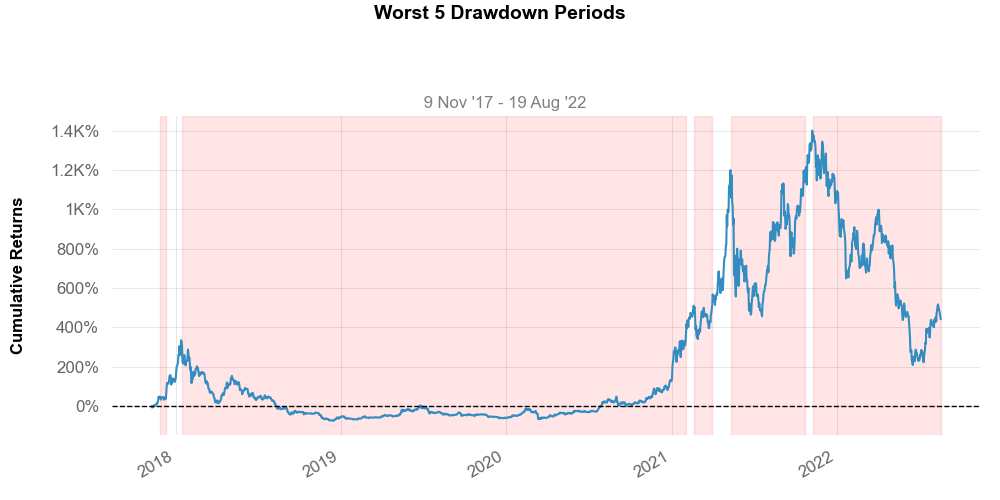 Worst 5 Drawdown Periods
9 Nov '17 - 19 Aug '22
Cumulative Returns
1.4K%
1.2K%
1K%
800%
600%
400%
200%
0%
2018
2019
2020
2021
2022